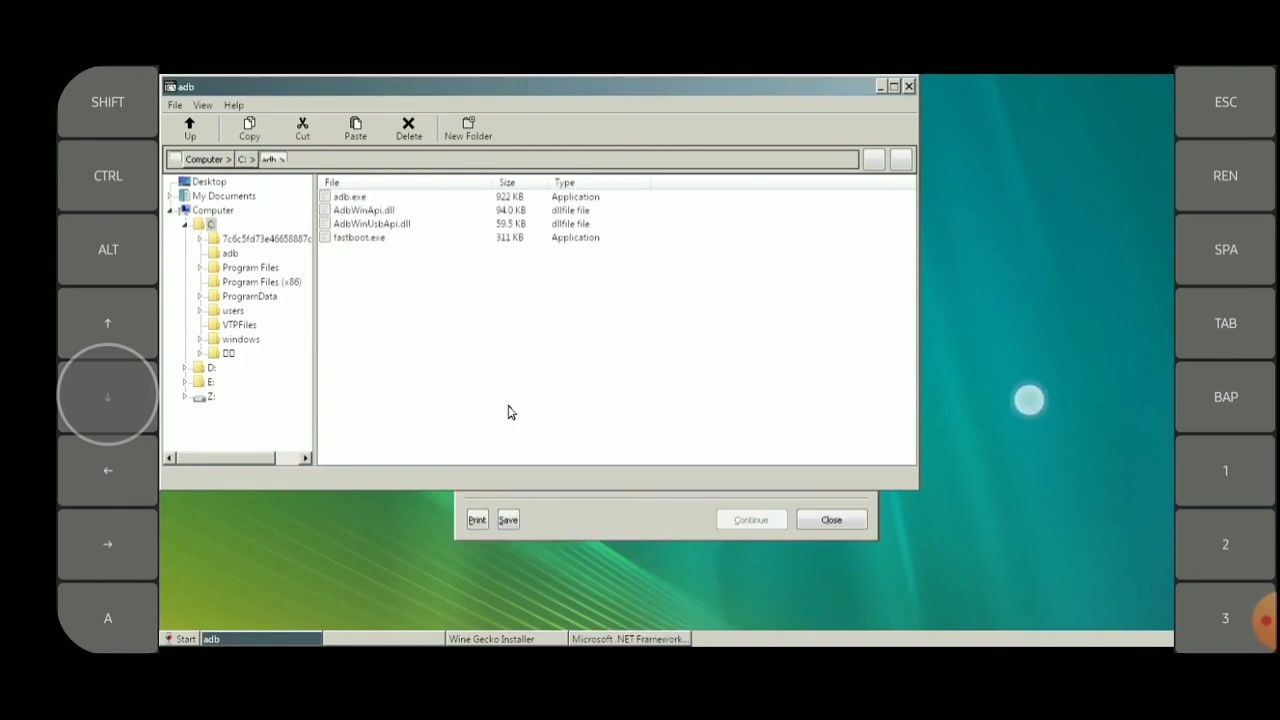 SHIFT
CTRL
ALT
↑
↓
←
→
A
adb
File View Help
Up Copy Cut Paste Delete New Folder
Computer > C: > adb >
Desktop
My Documents
Computer
C:
7c6c5fd73e46658887c
adb
Program Files
Program Files (x86)
ProgramData
users
VTPFiles
windows
D:
E:
Z:
File Size Type
adb.exe 922 KB Application
AdbWinApi.dll 94.0 KB dllfile file
AdbWinUsbApi.dll 59.5 KB dllfile file
fastboot.exe 311 KB Application
Print Save Continue Close
Start adb Wine Gecko Installer Microsoft .NET Framework...
ESC
REN
SPA
TAB
BAP
1
2
3